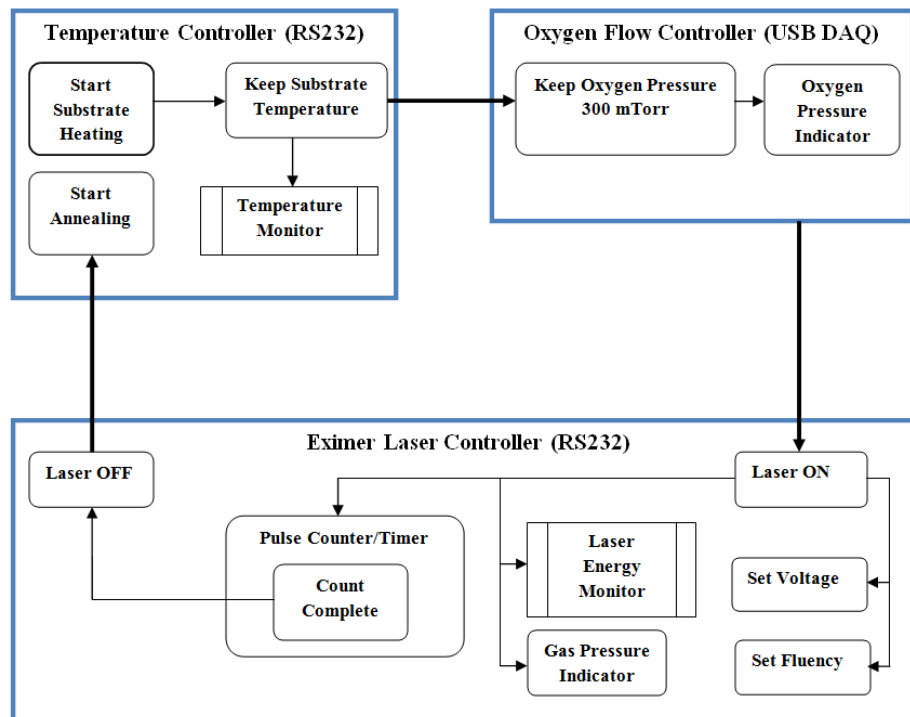 Temperature Controller (RS232)
Start
Substrate
Heating
Keep Substrate
Temperature
Start
Annealing
Temperature
Monitor
Oxygen Flow Controller (USB DAQ)
Keep Oxygen Pressure
300 mTorr
Oxygen
Pressure
Indicator
Eximer Laser Controller (RS232)
Laser OFF
Laser ON
Pulse Counter/Timer
Count
Complete
Laser
Energy
Monitor
Gas Pressure
Indicator
Set Voltage
Set Fluency